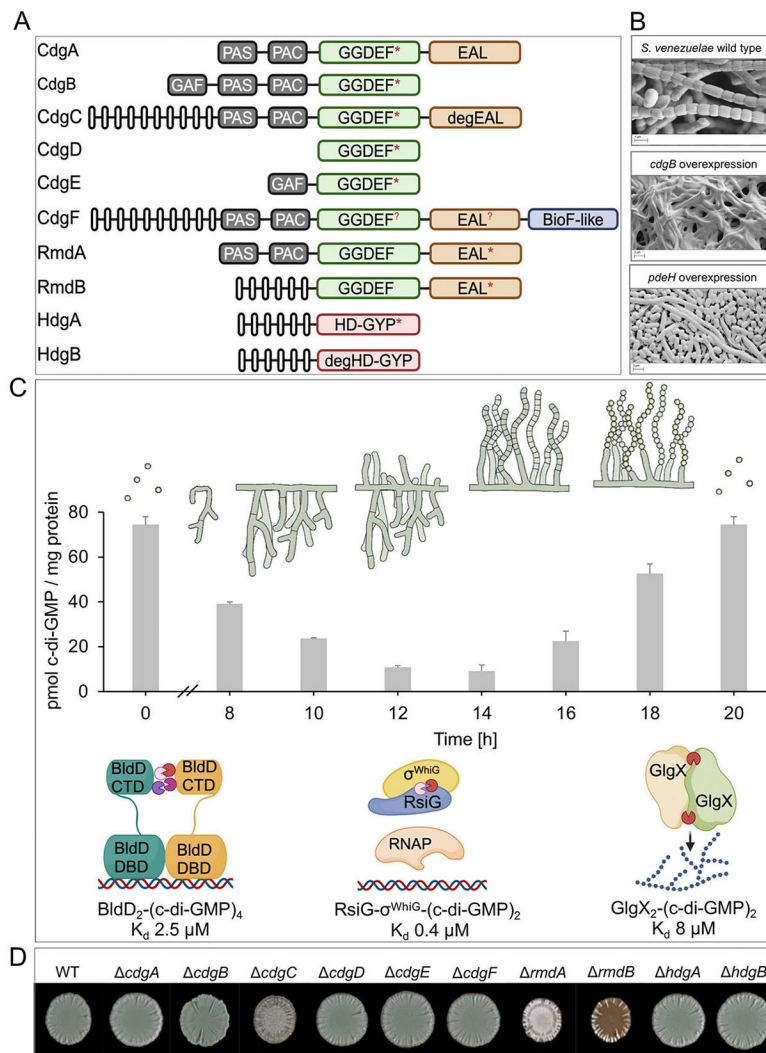 A
CdgA PAS PAC GGDEF* EAL
CdgB GAF PAS PAC GGDEF*
CdgC PAS PAC GGDEF* degEAL
CdgD GGDEF*
CdgE GAF GGDEF*
CdgF PAS PAC GGDEF? EAL? BioF-like
RmdA PAS PAC GGDEF EAL*
RmdB GGDEF EAL*
HdgA HD-GYP*
HdgB degHD-GYP
B
S. venezuelae wild type
cdgB overexpression
pdeH overexpression
C
pmol c-di-GMP / mg protein
80
60
40
20
0
0 8 10 12 14 16 18 20
Time [h]
BldD CTD
BldD CTD
BldD DBD
BldD DBD
BldD₂-(c-di-GMP)₄
K_d 2.5 µM
σ^WhiG
RsiG
RNAP
RsiG-σ^WhiG-(c-di-GMP)₂
K_d 0.4 µM
GlgX
GlgX
GlgX₂-(c-di-GMP)₂
K_d 8 µM
D
WT ΔcdgA ΔcdgB ΔcdgC ΔcdgD ΔcdgE ΔcdgF ΔrmdA ΔrmdB ΔhdgA ΔhdgB